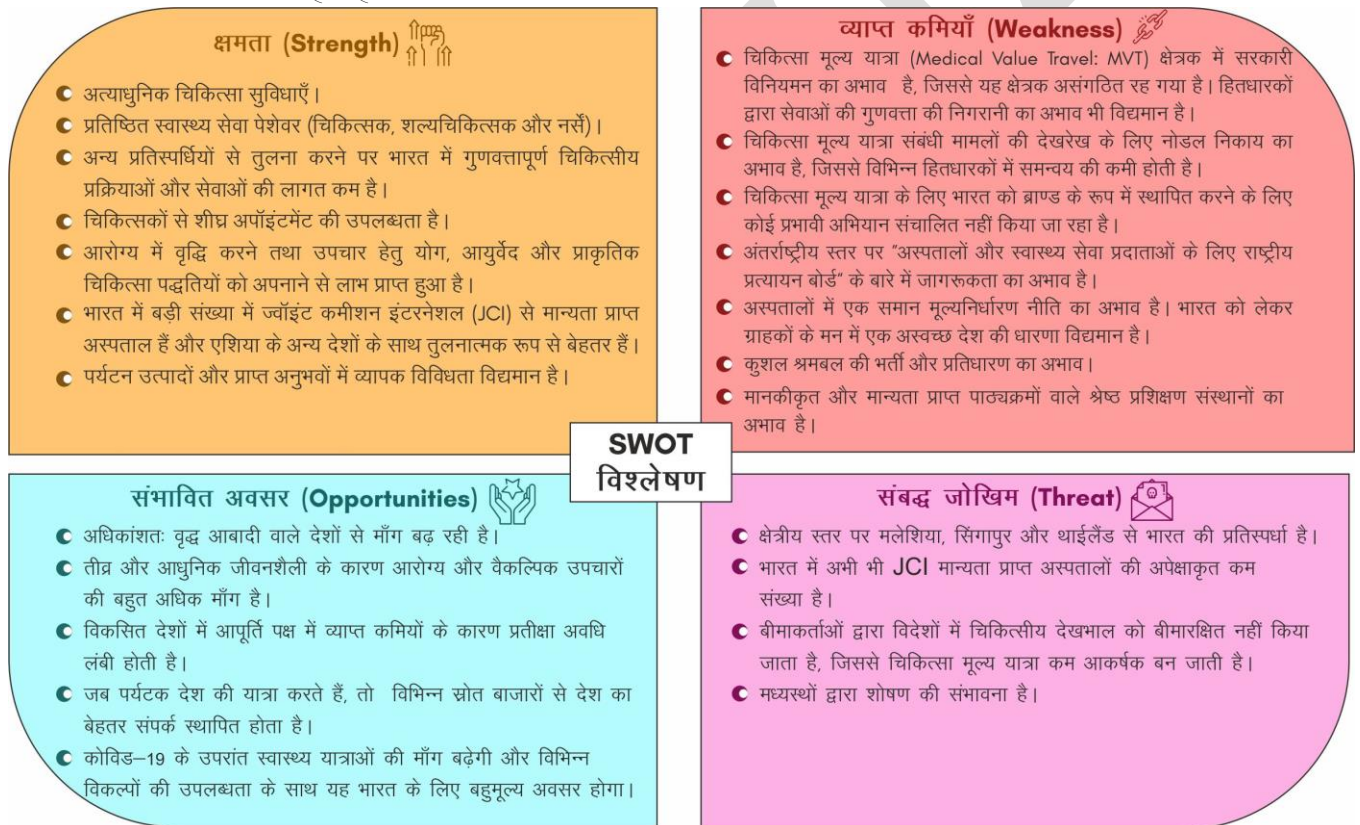 क्षमता (Strength)
अत्याधुनिक चिकित्सा सुविधाएँ।
प्रतिष्ठित स्वास्थ्य सेवा पेशेवर (चिकित्सक, शल्यचिकित्सक और नर्सें)।
अन्य प्रतिस्पर्धियों से तुलना करने पर भारत में गुणवत्तापूर्ण चिकित्सीय
प्रक्रियाओं और सेवाओं की लागत कम है।
चिकित्सकों से शीघ्र अपॉइंटमेंट की उपलब्धता है।
आरोग्य में वृद्धि करने तथा उपचार हेतु योग, आयुर्वेद और प्राकृतिक
चिकित्सा पद्धतियों को अपनाने से लाभ प्राप्त हुआ है।
भारत में बड़ी संख्या में ज्वॉइंट कमीशन इंटरनेशल (JCI) से मान्यता प्राप्त
अस्पताल हैं और एशिया के अन्य देशों के साथ तुलनात्मक रूप से बेहतर हैं।
पर्यटन उत्पादों और प्राप्त अनुभवों में व्यापक विविधता विद्यमान है।
व्याप्त कमियाँ (Weakness)
चिकित्सा मूल्य यात्रा (Medical Value Travel: MVT) क्षेत्रक में सरकारी
विनियमन का अभाव है, जिससे यह क्षेत्रक असंगठित रह गया है। हितधारकों
द्वारा सेवाओं की गुणवत्ता की निगरानी का अभाव भी विद्यमान है।
चिकित्सा मूल्य यात्रा संबंधी मामलों की देखरेख के लिए नोडल निकाय का
अभाव है, जिससे विभिन्न हितधारकों में समन्वय की कमी होती है।
चिकित्सा मूल्य यात्रा के लिए भारत को ब्राण्ड के रूप में स्थापित करने के लिए
कोई प्रभावी अभियान संचालित नहीं किया जा रहा है।
अंतर्राष्ट्रीय स्तर पर "अस्पतालों और स्वास्थ्य सेवा प्रदाताओं के लिए राष्ट्रीय
प्रत्यायन बोर्ड" के बारे में जागरूकता का अभाव है।
अस्पतालों में एक समान मूल्यनिर्धारण नीति का अभाव है। भारत को लेकर
ग्राहकों के मन में एक अस्वच्छ देश की धारणा विद्यमान है।
कुशल श्रमबल की भर्ती और प्रतिधारण का अभाव।
मानकीकृत और मान्यता प्राप्त पाठ्यक्रमों वाले श्रेष्ठ प्रशिक्षण संस्थानों का
अभाव है।
SWOT
विश्लेषण
संभावित अवसर (Opportunities)
अधिकांशतः वृद्ध आबादी वाले देशों से माँग बढ़ रही है।
तीव्र और आधुनिक जीवनशैली के कारण आरोग्य और वैकल्पिक उपचारों
की बहुत अधिक माँग है।
विकसित देशों में आपूर्ति पक्ष में व्याप्त कमियों के कारण प्रतीक्षा अवधि
लंबी होती है।
जब पर्यटक देश की यात्रा करते हैं, तो विभिन्न स्रोत बाजारों से देश का
बेहतर संपर्क स्थापित होता है।
कोविड–19 के उपरांत स्वास्थ्य यात्राओं की माँग बढ़ेगी और विभिन्न
विकल्पों की उपलब्धता के साथ यह भारत के लिए बहुमूल्य अवसर होगा।
संबद्ध जोखिम (Threat)
क्षेत्रीय स्तर पर मलेशिया, सिंगापुर और थाईलैंड से भारत की प्रतिस्पर्धा है।
भारत में अभी भी JCI मान्यता प्राप्त अस्पतालों की अपेक्षाकृत कम
संख्या है।
बीमाकर्ताओं द्वारा विदेशों में चिकित्सीय देखभाल को बीमारक्षित नहीं किया
जाता है, जिससे चिकित्सा मूल्य यात्रा कम आकर्षक बन जाती है।
मध्यस्थों द्वारा शोषण की संभावना है।